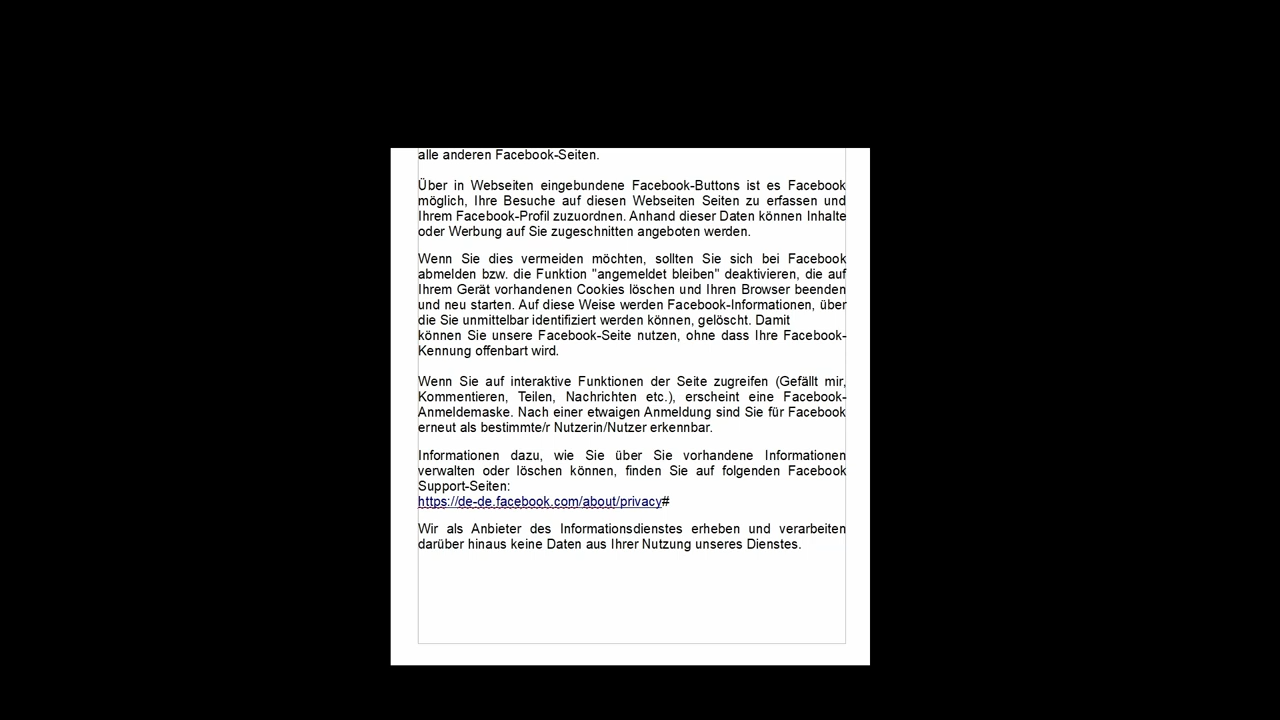 alle anderen Facebook-Seiten.
Über in Webseiten eingebundene Facebook-Buttons ist es Facebook
möglich, Ihre Besuche auf diesen Webseiten Seiten zu erfassen und
Ihrem Facebook-Profil zuzuordnen. Anhand dieser Daten können Inhalte
oder Werbung auf Sie zugeschnitten angeboten werden.
Wenn Sie dies vermeiden möchten, sollten Sie sich bei Facebook
abmelden bzw. die Funktion "angemeldet bleiben" deaktivieren, die auf
Ihrem Gerät vorhandenen Cookies löschen und Ihren Browser beenden
und neu starten. Auf diese Weise werden Facebook-Informationen, über
die Sie unmittelbar identifiziert werden können, gelöscht. Damit
können Sie unsere Facebook-Seite nutzen, ohne dass Ihre Facebook-
Kennung offenbart wird.
Wenn Sie auf interaktive Funktionen der Seite zugreifen (Gefällt mir,
Kommentieren, Teilen, Nachrichten etc.), erscheint eine Facebook-
Anmeldemaske. Nach einer etwaigen Anmeldung sind Sie für Facebook
erneut als bestimmte/r Nutzerin/Nutzer erkennbar.
Informationen dazu, wie Sie über Sie vorhandene Informationen
verwalten oder löschen können, finden Sie auf folgenden Facebook
Support-Seiten:
https://de-de.facebook.com/about/privacy#
Wir als Anbieter des Informationsdienstes erheben und verarbeiten
darüber hinaus keine Daten aus Ihrer Nutzung unseres Dienstes.